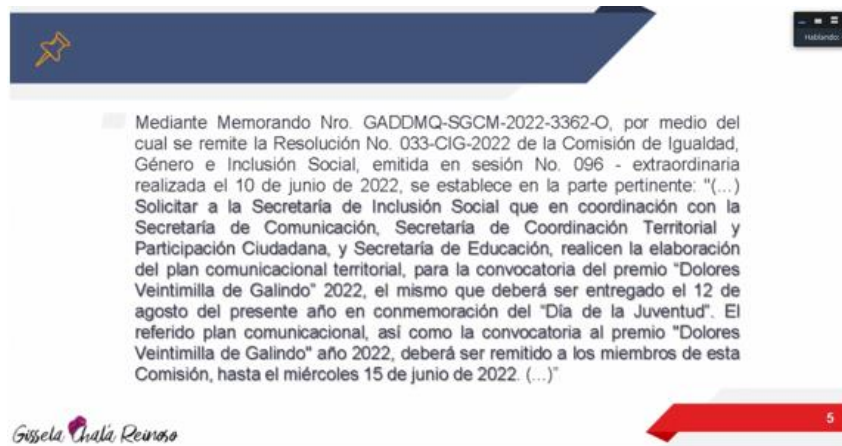 Hablando:
Mediante Memorando Nro. GADDMQ-SGCM-2022-3362-O, por medio del
cual se remite la Resolución No. 033-CIG-2022 de la Comisión de Igualdad,
Género e Inclusión Social, emitida en sesión No. 096 - extraordinaria
realizada el 10 de junio de 2022, se establece en la parte pertinente: "(...)
Solicitar a la Secretaría de Inclusión Social que en coordinación con la
Secretaría de Comunicación, Secretaría de Coordinación Territorial y
Participación Ciudadana, y Secretaría de Educación, realicen la elaboración
del plan comunicacional territorial, para la convocatoria del premio "Dolores
Veintimilla de Galindo" 2022, el mismo que deberá ser entregado el 12 de
agosto del presente año en conmemoración del "Día de la Juventud". El
referido plan comunicacional, así como la convocatoria al premio "Dolores
Veintimilla de Galindo" año 2022, deberá ser remitido a los miembros de esta
Comisión, hasta el miércoles 15 de junio de 2022. (...)"
5
Gissela Chalá Reinoso